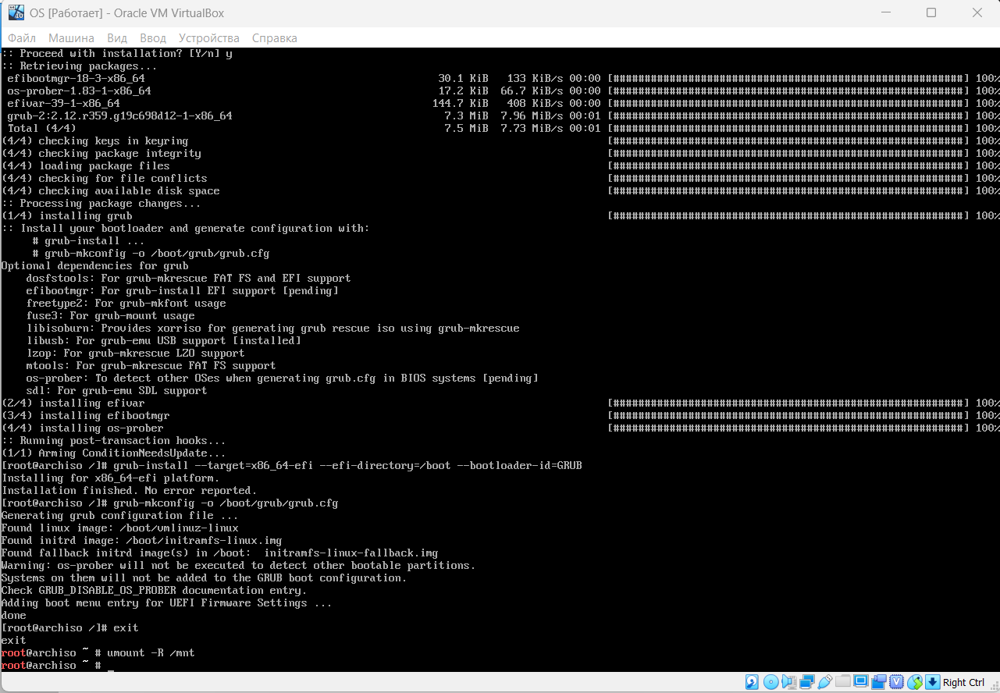 OS [Работает] - Oracle VM VirtualBox
Файл Машина Вид Ввод Устройства Справка
:: Proceed with installation? [Y/n] y
:: Retrieving packages...
efibootmgr-18-3-x86_64 30.1 KiB 133 KiB/s 00:00 [########################################################] 100%
os-prober-1.83-1-x86_64 17.2 KiB 66.7 KiB/s 00:00 [########################################################] 100%
efivar-39-1-x86_64 144.7 KiB 408 KiB/s 00:00 [########################################################] 100%
grub-2:2.12.r359.g19c698d12-1-x86_64 7.3 MiB 7.96 MiB/s 00:01 [########################################################] 100%
Total (4/4) 7.5 MiB 7.73 MiB/s 00:01 [########################################################] 100%
(4/4) checking keys in keyring [########################################################] 100%
(4/4) checking package integrity [########################################################] 100%
(4/4) loading package files [########################################################] 100%
(4/4) checking for file conflicts [########################################################] 100%
(4/4) checking available disk space [########################################################] 100%
:: Processing package changes...
(1/4) installing grub [########################################################] 100%
:: Install your bootloader and generate configuration with:
# grub-install ...
# grub-mkconfig -o /boot/grub/grub.cfg
Optional dependencies for grub
dosfstools: For grub-mkrescue FAT FS and EFI support
efibootmgr: For grub-install EFI support [pending]
freetype2: For grub-mkfont usage
fuse3: For grub-mount usage
libisoburn: Provides xorriso for generating grub rescue iso using grub-mkrescue
libusb: For grub-emu USB support [installed]
lzop: For grub-mkrescue LZO support
mtools: For grub-mkrescue FAT FS support
os-prober: To detect other OSes when generating grub.cfg in BIOS systems [pending]
sdl: For grub-emu SDL support
(2/4) installing efivar [########################################################] 100%
(3/4) installing efibootmgr [########################################################] 100%
(4/4) installing os-prober [########################################################] 100%
:: Running post-transaction hooks...
(1/1) Arming ConditionNeedsUpdate...
[root@archiso /]# grub-install --target=x86_64-efi --efi-directory=/boot --bootloader-id=GRUB
Installing for x86_64-efi platform.
Installation finished. No error reported.
[root@archiso /]# grub-mkconfig -o /boot/grub/grub.cfg
Generating grub configuration file ...
Found linux image: /boot/vmlinuz-linux
Found initrd image: /boot/initramfs-linux.img
Found fallback initrd image(s) in /boot:  initramfs-linux-fallback.img
Warning: os-prober will not be executed to detect other bootable partitions.
Systems on them will not be added to the GRUB boot configuration.
Check GRUB_DISABLE_OS_PROBER documentation entry.
Adding boot menu entry for UEFI Firmware Settings ...
done
[root@archiso /]# exit
exit
root@archiso ~ # umount -R /mnt
root@archiso ~ # _
Right Ctrl